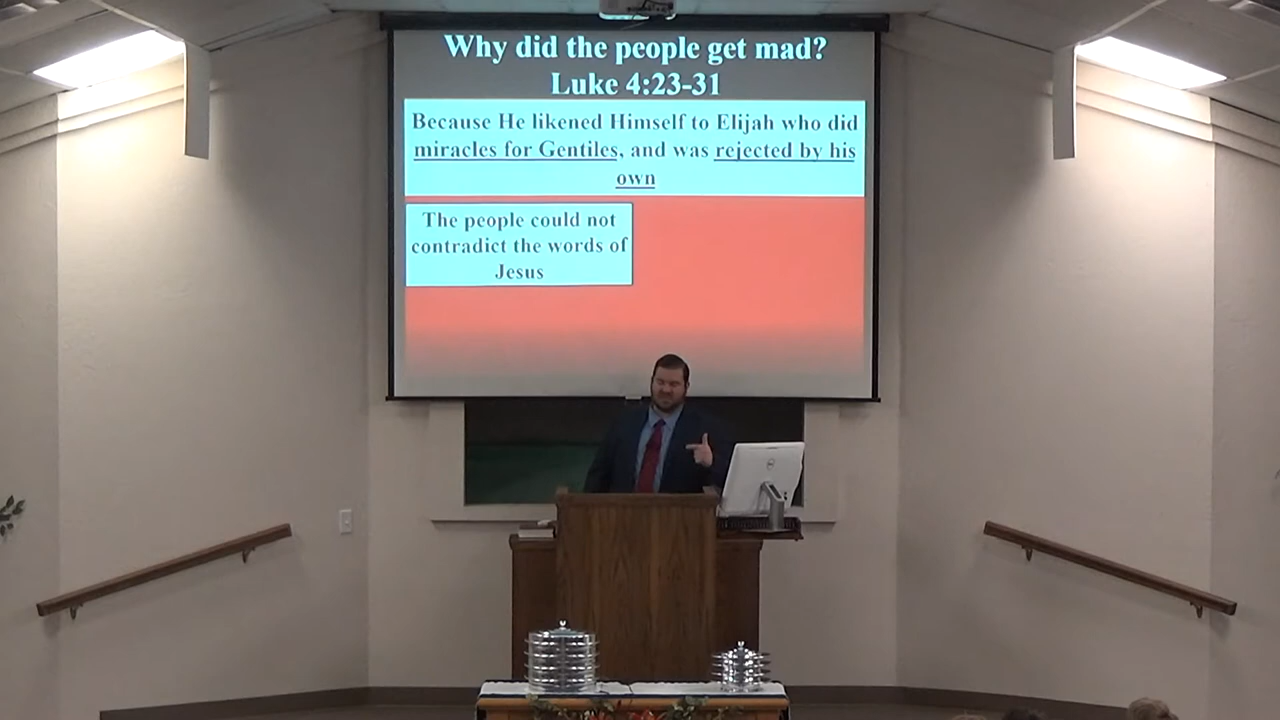 Why did the people get mad?
Luke 4:23-31
Because He likened Himself to Elijah who did
miracles for Gentiles, and was rejected by his
own
The people could not
contradict the words of
Jesus